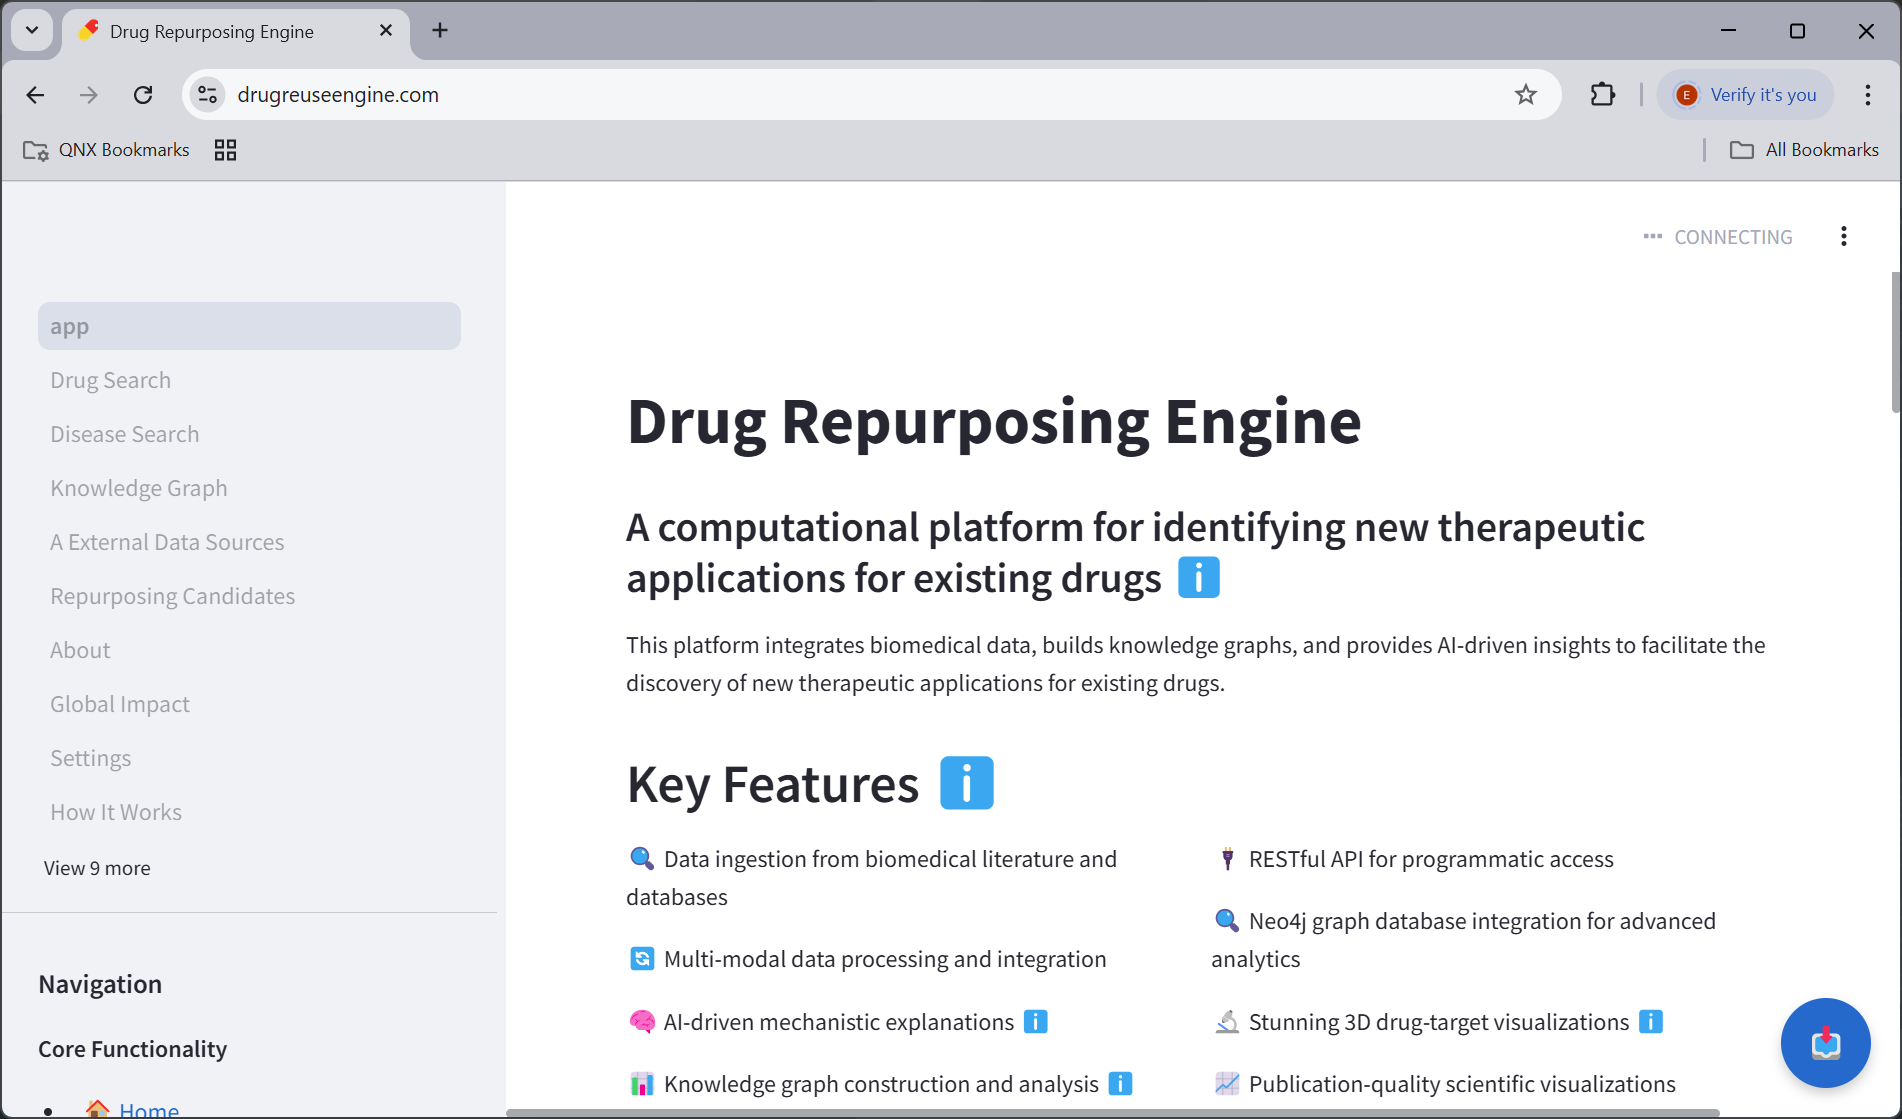 Drug Repurposing Engine
drugreuseengine.com
E
Verify it's you
QNX Bookmarks
All Bookmarks
CONNECTING
app
Drug Search
Disease Search
Knowledge Graph
A External Data Sources
Repurposing Candidates
About
Global Impact
Settings
How It Works
View 9 more
Navigation
Core Functionality
Home
Drug Repurposing Engine
A computational platform for identifying new therapeutic
applications for existing drugs ℹ️
This platform integrates biomedical data, builds knowledge graphs, and provides AI-driven insights to facilitate the
discovery of new therapeutic applications for existing drugs.
Key Features ℹ️
🔍 Data ingestion from biomedical literature and
databases
🔄 Multi-modal data processing and integration
🧠 AI-driven mechanistic explanations ℹ️
📊 Knowledge graph construction and analysis ℹ️
🔌 RESTful API for programmatic access
🔍 Neo4j graph database integration for advanced
analytics
🔬 Stunning 3D drug-target visualizations ℹ️
📈 Publication-quality scientific visualizations